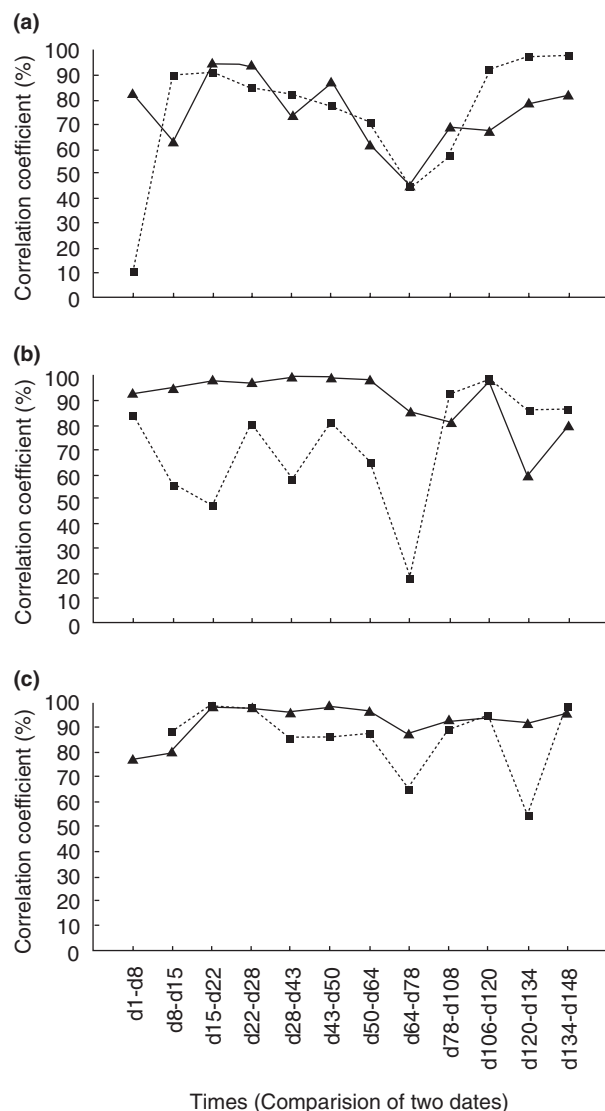 (a)
Correlation coefficient (%)
100
90
80
70
60
50
40
30
20
10
0
(b)
Correlation coefficient (%)
100
90
80
70
60
50
40
30
20
10
0
(c)
Correlation coefficient (%)
100
90
80
70
60
50
40
30
20
10
0
d1-d8
d8-d15
d15-d22
d22-d28
d28-d43
d43-d50
d50-d64
d64-d78
d78-d108
d106-d120
d120-d134
d134-d148
Times (Comparision of two dates)